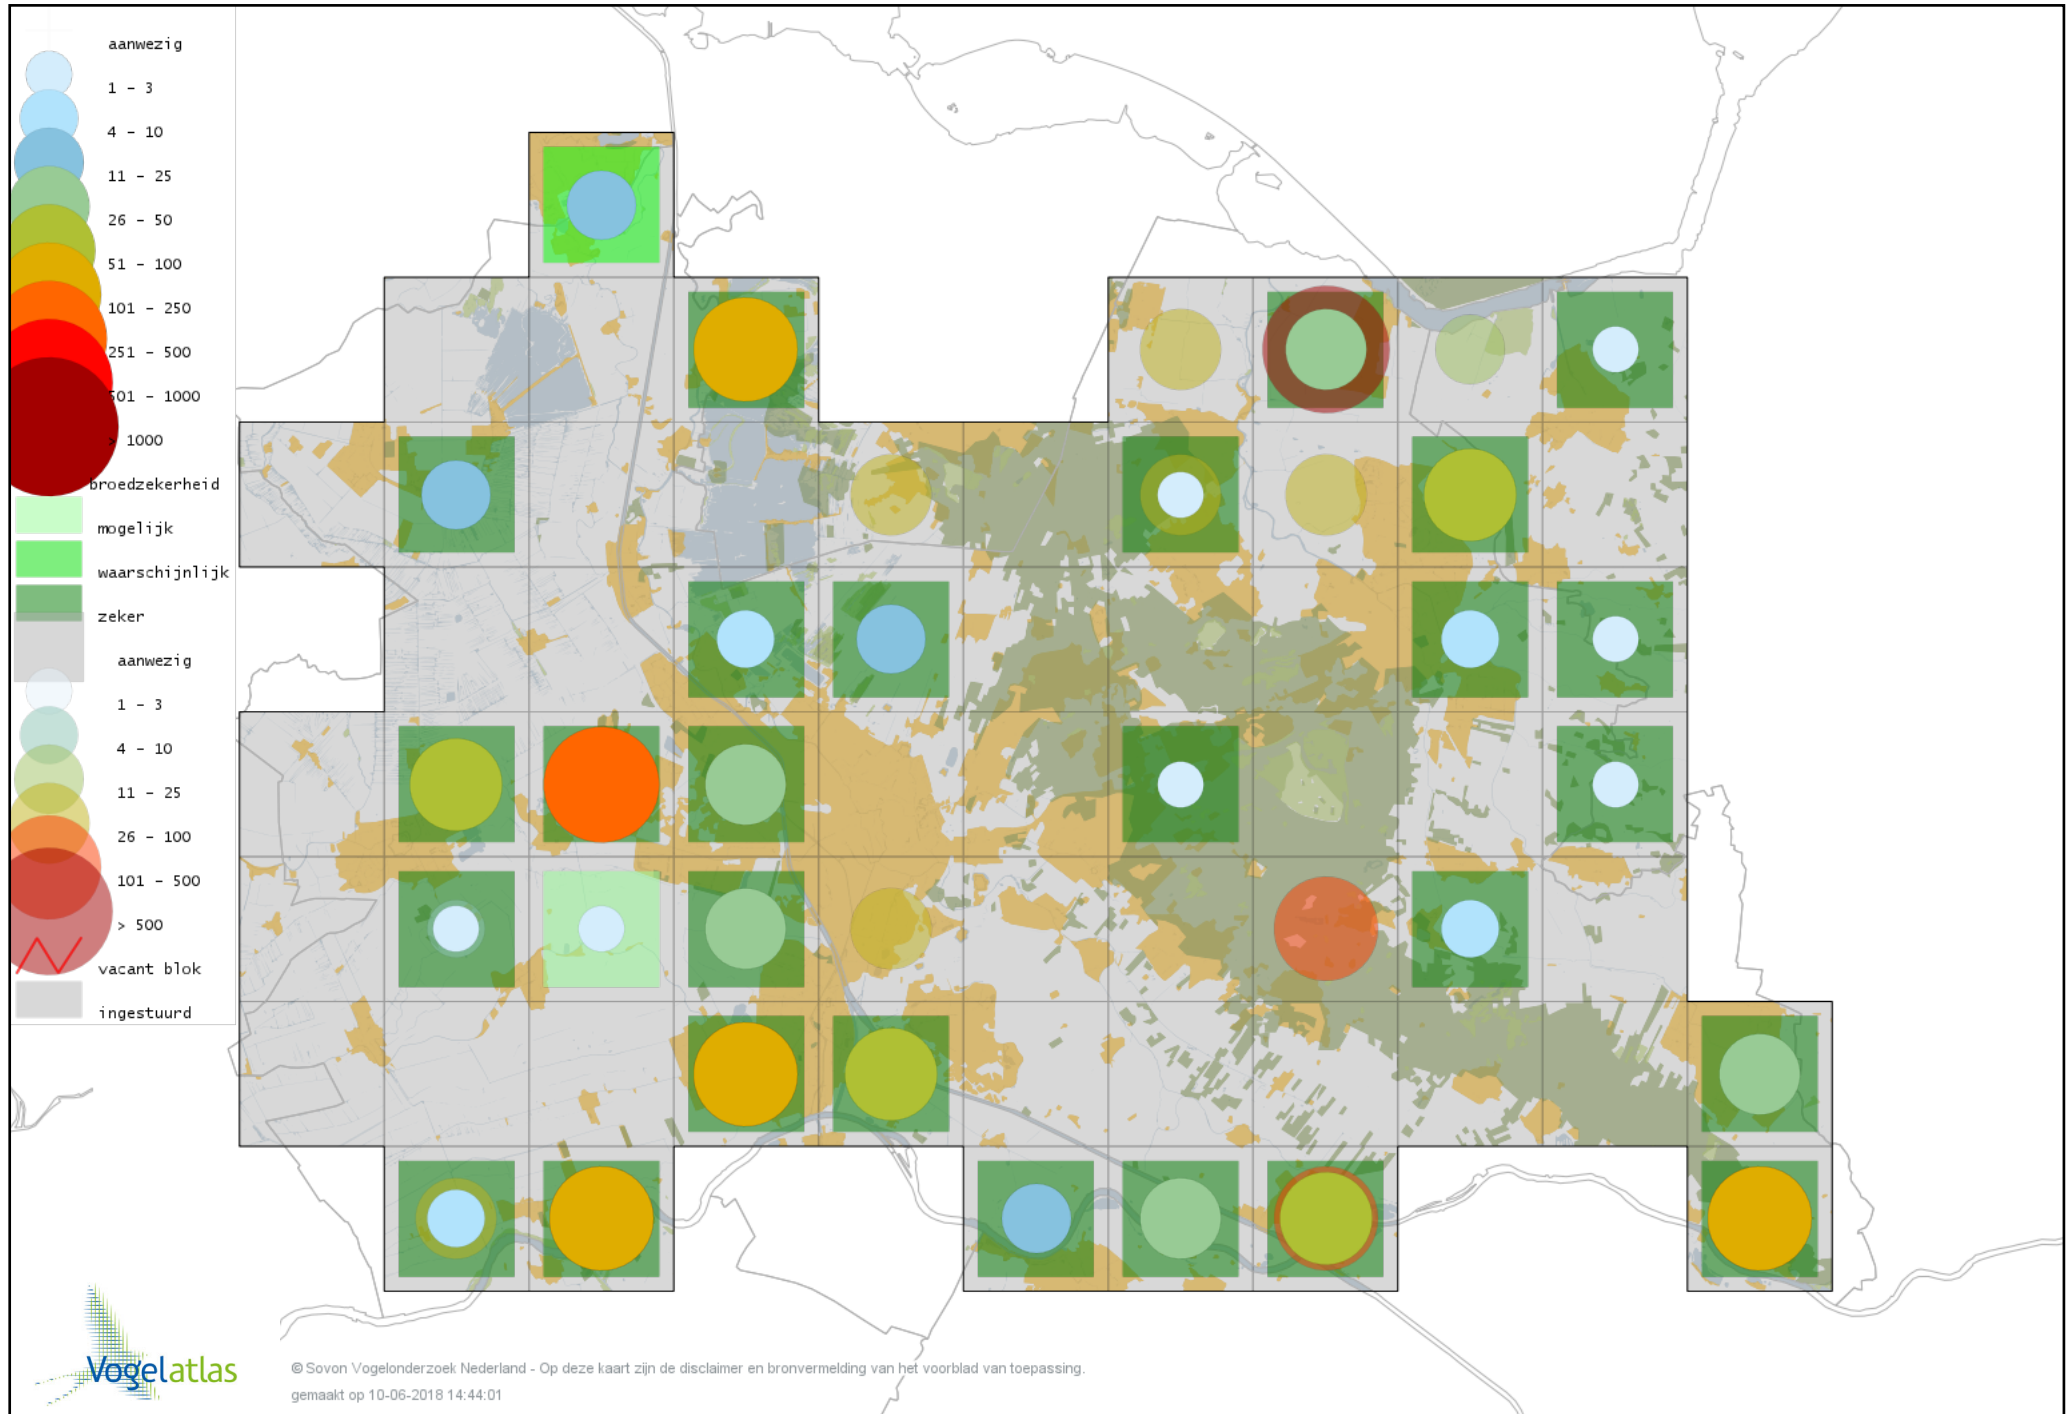 aanwezig
1 - 3
4 - 10
11 - 25
26 - 50
51 - 100
101 - 250
251 - 500
501 - 1000
> 1000
broedzekerheid
mogelijk
waarschijnlijk
zeker
aanwezig
1 - 3
4 - 10
11 - 25
26 - 100
101 - 500
> 500
vacant blok
ingestuurd
Vogelatlas
© Sovon Vogelonderzoek Nederland - Op deze kaart zijn de disclaimer en bronvermelding van het voorblad van toepassing.
gemaakt op 10-06-2018 14:44:01